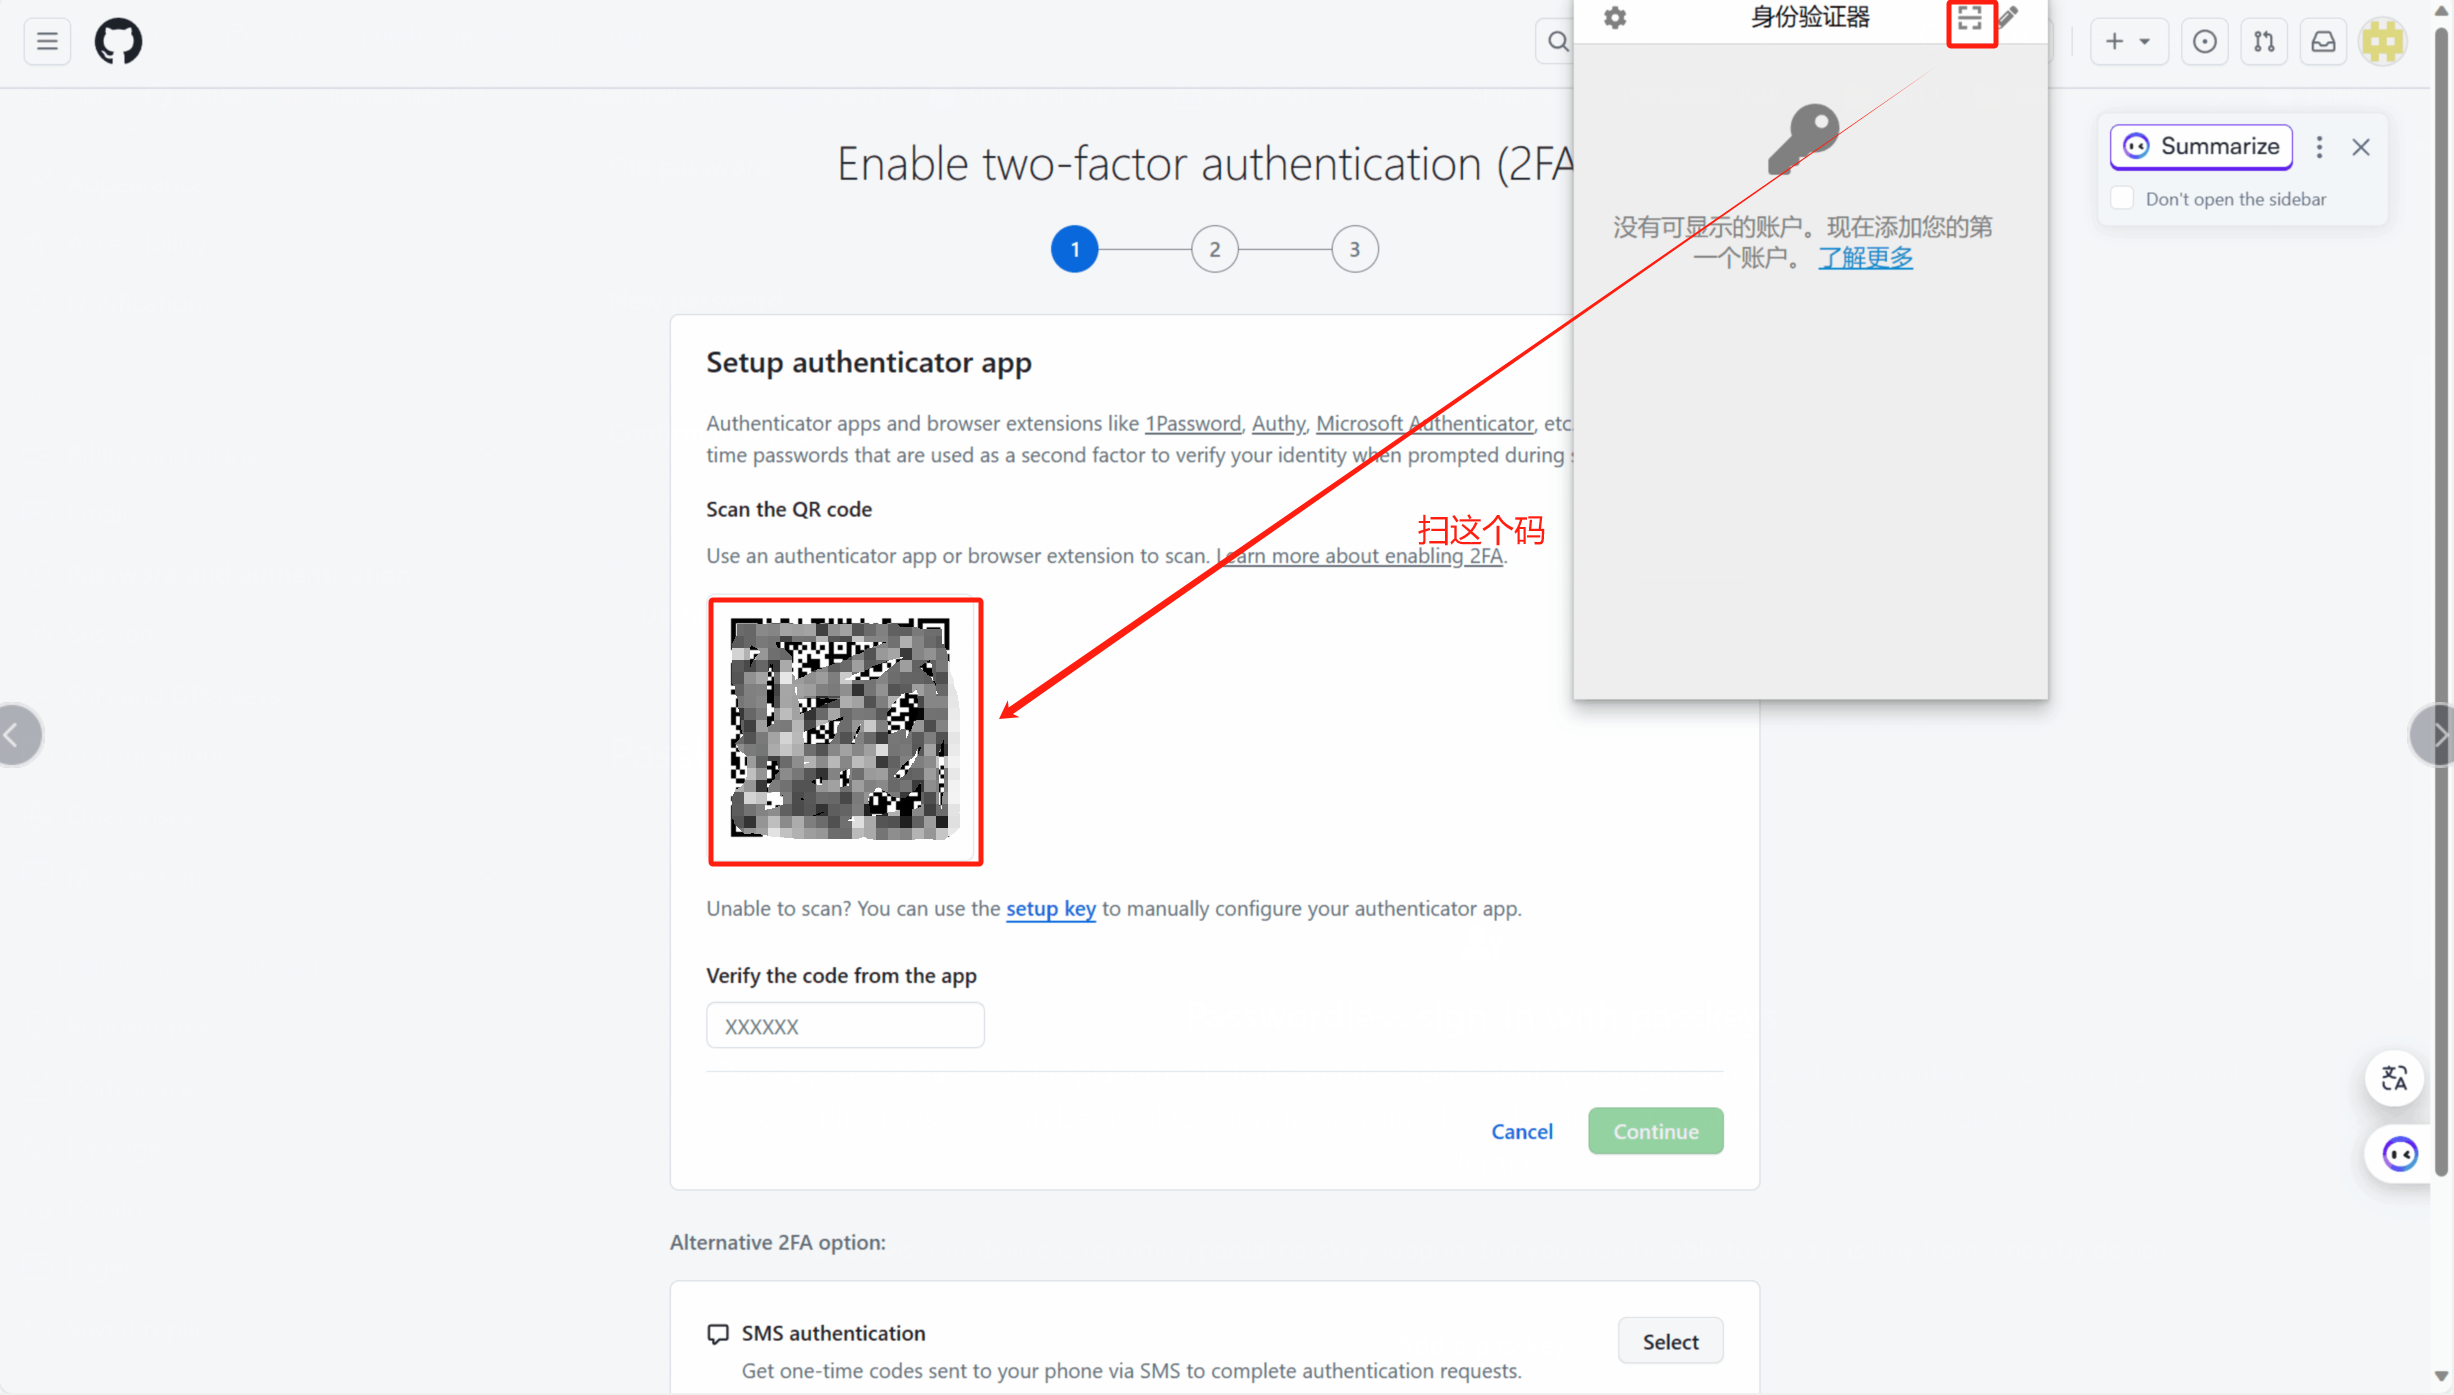 身份验证器
Summarize
Don't open the sidebar
Enable two-factor authentication (2FA
没有可显示的账户。现在添加您的第
一个账户。 了解更多
1
2
3
Setup authenticator app
Authenticator apps and browser extensions like 1Password, Authy, Microsoft Authenticator, etc.
time passwords that are used as a second factor to verify your identity when prompted during
Scan the QR code
扫这个码
Use an authenticator app or browser extension to scan. Learn more about enabling 2FA.
Unable to scan? You can use the setup key to manually configure your authenticator app.
Verify the code from the app
XXXXXX
Cancel
Continue
Alternative 2FA option:
SMS authentication
Select
Get one-time codes sent to your phone via SMS to complete authentication requests.